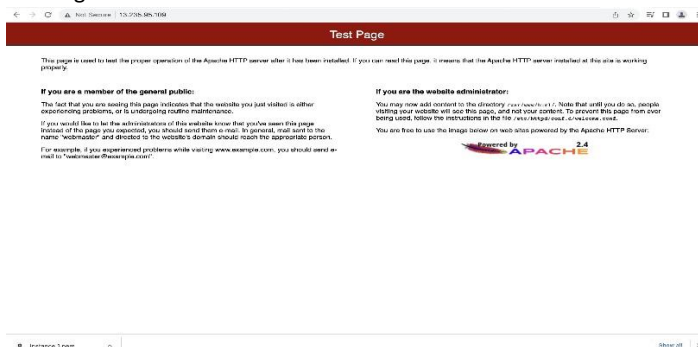 Not Secure | 13.235.95.109
Test Page
This page is used to test the proper operation of the Apache HTTP server after it has been installed. If you can read this page, it means that the Apache HTTP server installed at this site is working
properly.
If you are a member of the general public:
The fact that you are seeing this page indicates that the website you just visited is either
experiencing problems, or is undergoing routine maintenance.
If you would like to let the administrators of this website know that you've seen this page
instead of the page you expected, you should send them e-mail. In general, mail sent to the
name "webmaster" and directed to the website's domain should reach the appropriate person.
For example, if you experienced problems while visiting www.example.com, you should send e-
mail to "webmaster@example.com".
If you are the website administrator:
You may now add content to the directory /var/www/html/. Note that until you do so, people
visiting your website will see this page, and not your content. To prevent this page from ever
being used, follow the instructions in the file /etc/httpd/conf.d/welcome.conf.
You are free to use the image below on web sites powered by the Apache HTTP Server:
Powered by
APACHE 2.4
Instance 1.pem
Show all